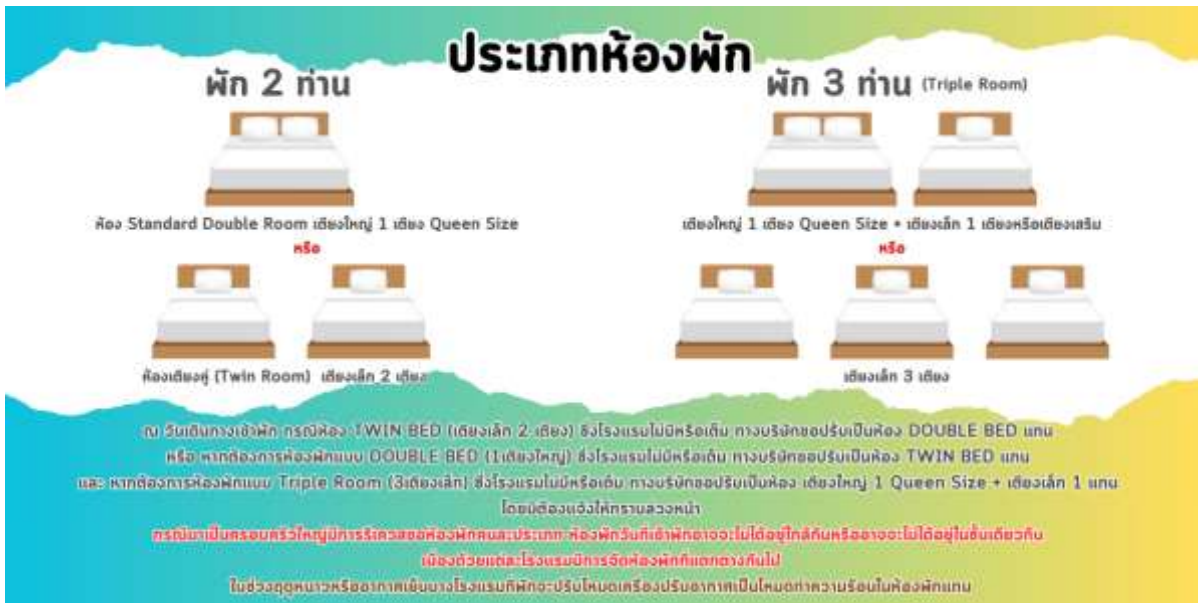 ประเภทห้องพัก
พัก 2 ท่าน
ห้อง Standard Double Room เตียงใหญ่ 1 เตียง Queen Size
หรือ
ห้องเตียงคู่ (Twin Room) เตียงเล็ก 2 เตียง
พัก 3 ท่าน (Triple Room)
เตียงใหญ่ 1 เตียง Queen Size + เตียงเล็ก 1 เตียงหรือเตียงเสริม
หรือ
เตียงเล็ก 3 เตียง
ณ วันเดินทางเข้าพัก กรณีห้อง TWIN BED (เตียงเล็ก 2 เตียง) ซึ่งโรงแรมไม่มีหรือเต็ม ทางบริษัทขอปรับเป็นห้อง DOUBLE BED แทน
หรือ หากต้องการห้องพักแบบ DOUBLE BED (1เตียงใหญ่) ซึ่งโรงแรมไม่มีหรือเต็ม ทางบริษัทขอปรับเป็นห้อง TWIN BED แทน
และ หากต้องการห้องพักแบบ Triple Room (3เตียงเล็ก) ซึ่งโรงแรมไม่มีหรือเต็ม ทางบริษัทขอปรับเป็นห้อง เตียงใหญ่ 1 Queen Size + เตียงเล็ก 1 แทน
โดยมิต้องแจ้งให้ทราบล่วงหน้า
กรณีมาเป็นครอบครัวใหญ่มีการรีเควสขอห้องพักคนละประเภท ห้องพักวันที่เข้าพักอาจจะไม่ได้อยู่ใกล้กันหรืออาจจะไม่ได้อยู่ในชั้นเดียวกัน
เนื่องด้วยแต่ละโรงแรมมีการจัดห้องพักที่แตกต่างกันไป
ในช่วงฤดูหนาวหรืออากาศเย็นบางโรงแรมที่พักจะปรับโหมดเครื่องปรับอากาศเป็นโหมดทำความร้อนในห้องพักแทน